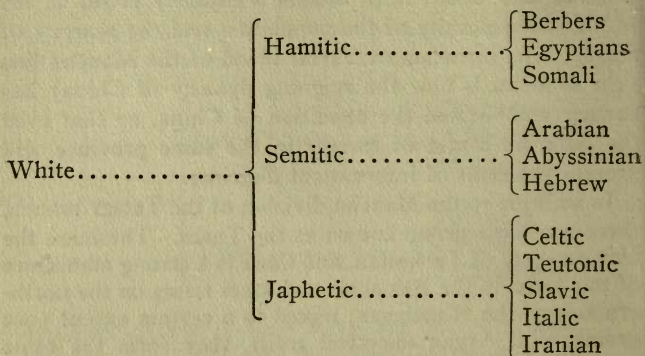 Berbers
Hamitic............ Egyptians
Somali
Arabian
White.............. Semitic............ Abyssinian
Hebrew
Celtic
Teutonic
Japhetic........... Slavic
Italic
Iranian